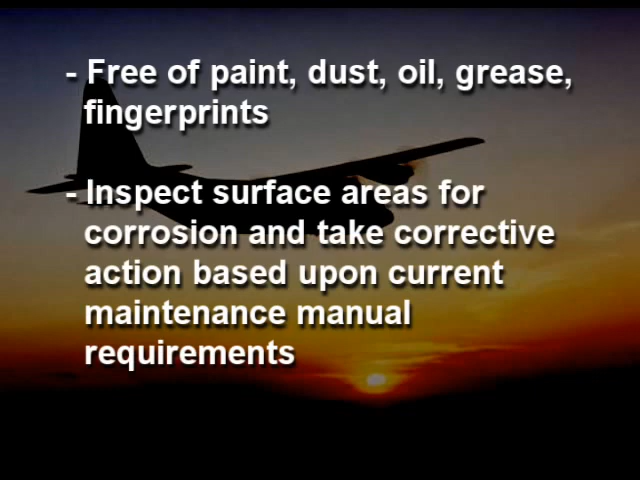 - Free of paint, dust, oil, grease,
fingerprints
- Inspect surface areas for
corrosion and take corrective
action based upon current
maintenance manual
requirements